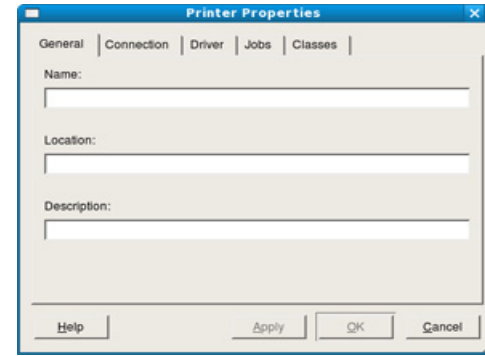 Printer Properties
General Connection Driver Jobs Classes
Name:
Location:
Description:
Help Apply OK Cancel